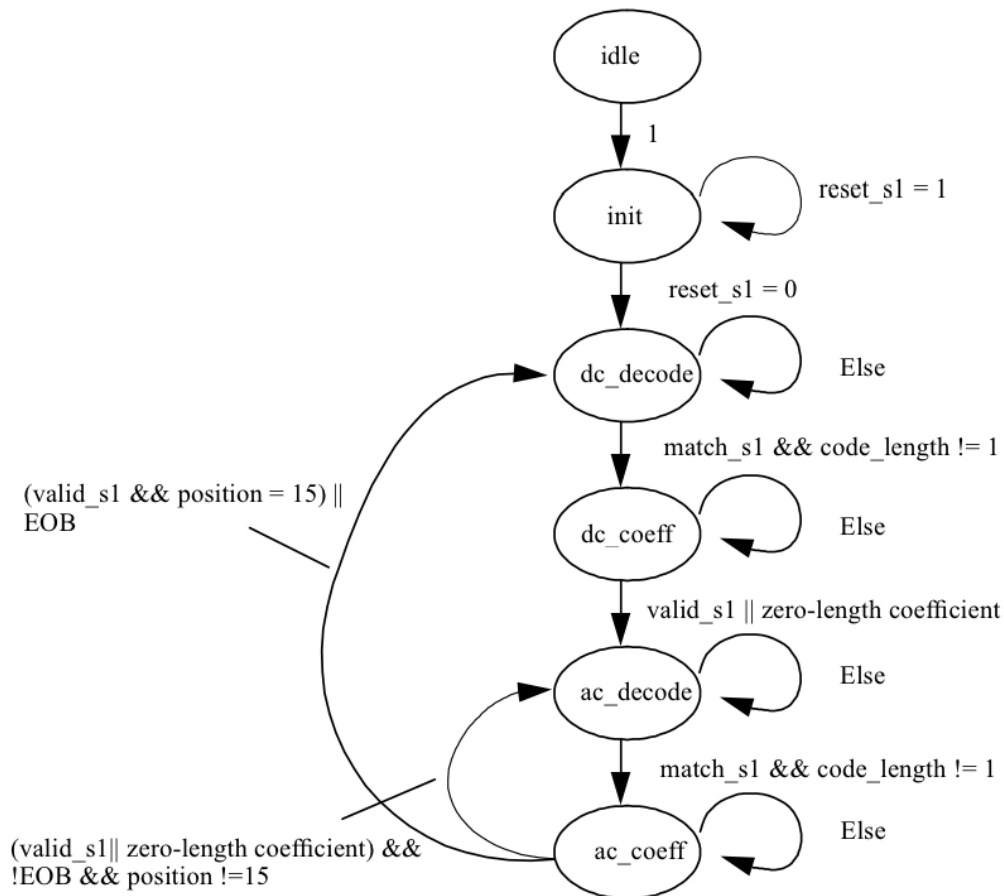 idle
1
init
reset_s1 = 1
reset_s1 = 0
dc_decode
Else
match_s1 && code_length != 1
(valid_s1 && position = 15) ||
EOB
dc_coeff
Else
valid_s1 || zero-length coefficient
ac_decode
Else
match_s1 && code_length != 1
(valid_s1|| zero-length coefficient) &&
!EOB && position !=15
ac_coeff
Else